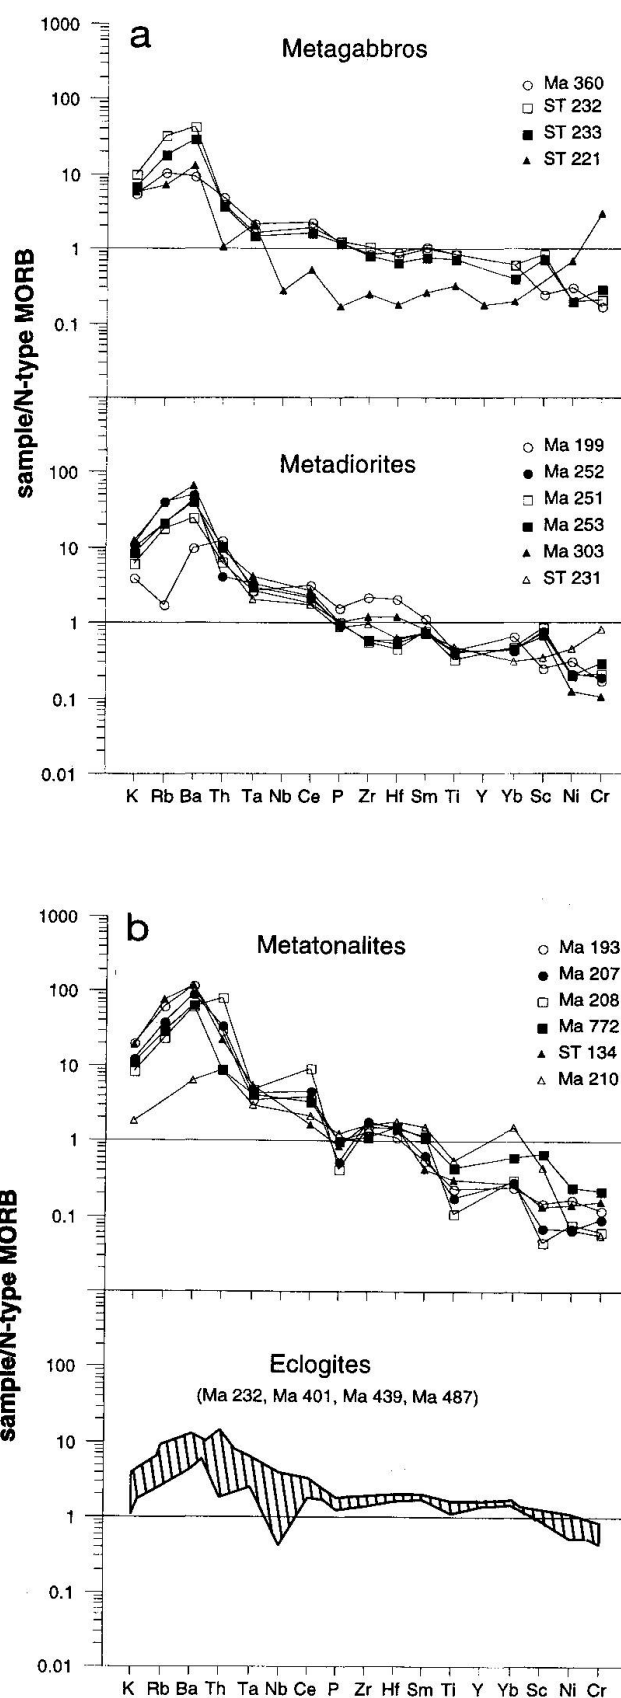 a
Metagabbros
1000
100
10
1
0.1
Ma 360
ST 232
ST 233
ST 221
sample/N-type MORB
Metadiorites
100
10
1
0.1
0.01
Ma 199
Ma 252
Ma 251
Ma 253
Ma 303
ST 231
K Rb Ba Th Ta Nb Ce P Zr Hf Sm Ti Y Yb Sc Ni Cr
b
Metatonalites
1000
100
10
1
0.1
Ma 193
Ma 207
Ma 208
Ma 772
ST 134
Ma 210
sample/N-type MORB
Eclogites
(Ma 232, Ma 401, Ma 439, Ma 487)
100
10
1
0.1
0.01
K Rb Ba Th Ta Nb Ce P Zr Hf Sm Ti Y Yb Sc Ni Cr